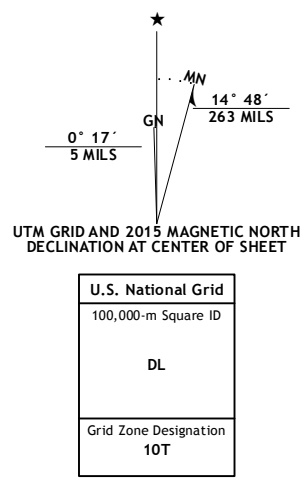 MN
GN
14° 48´
263 MILS
0° 17´
5 MILS
UTM GRID AND 2015 MAGNETIC NORTH
DECLINATION AT CENTER OF SHEET
U.S. National Grid
100,000-m Square ID
DL
Grid Zone Designation
10T